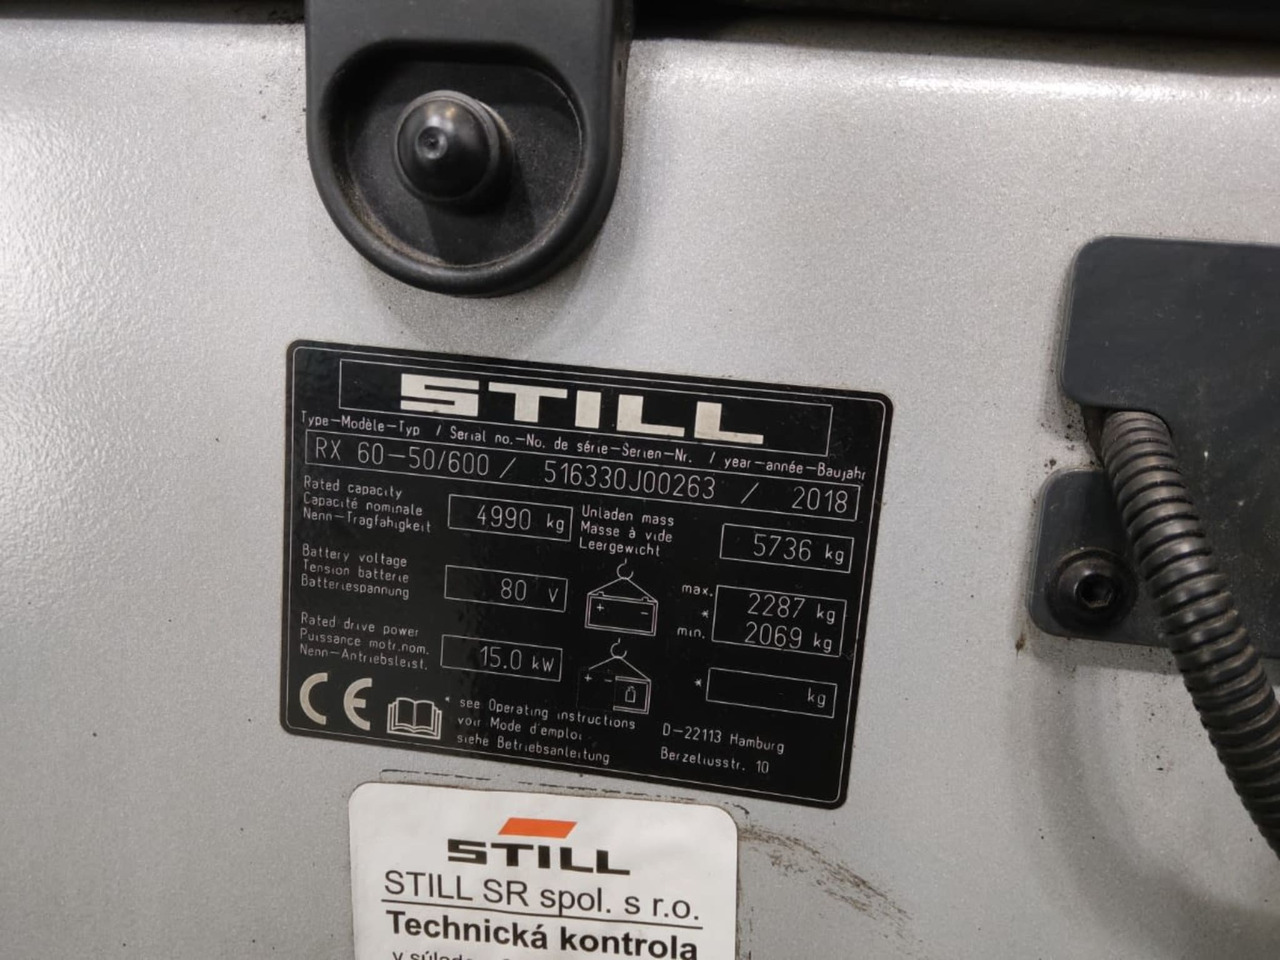 STILL
Type-Modèle-Typ / Serial no.-No. de série-Serien-Nr. / year-année-Baujahr
RX 60-50/600 / 516330J00263 / 2018
Rated capacity
Capacité nominale
Nenn-Tragfähigkeit
4990 kg
Unladen mass
Masse à vide
Leergewicht
5736 kg
Battery voltage
Tension batterie
Batteriespannung
80 V
+ -
max.
*
min.
2287 kg
2069 kg
Rated drive power
Puissance motr.nom.
Nenn-Antriebsleist.
15.0 kW
+ -
* kg
CE
* see Operating instructions
voir Mode d'emploi
siehe Betriebsanleitung
D-22113 Hamburg
Berzeliusstr. 10
STILL
STILL SR spol. s r.o.
Technická kontrola
v